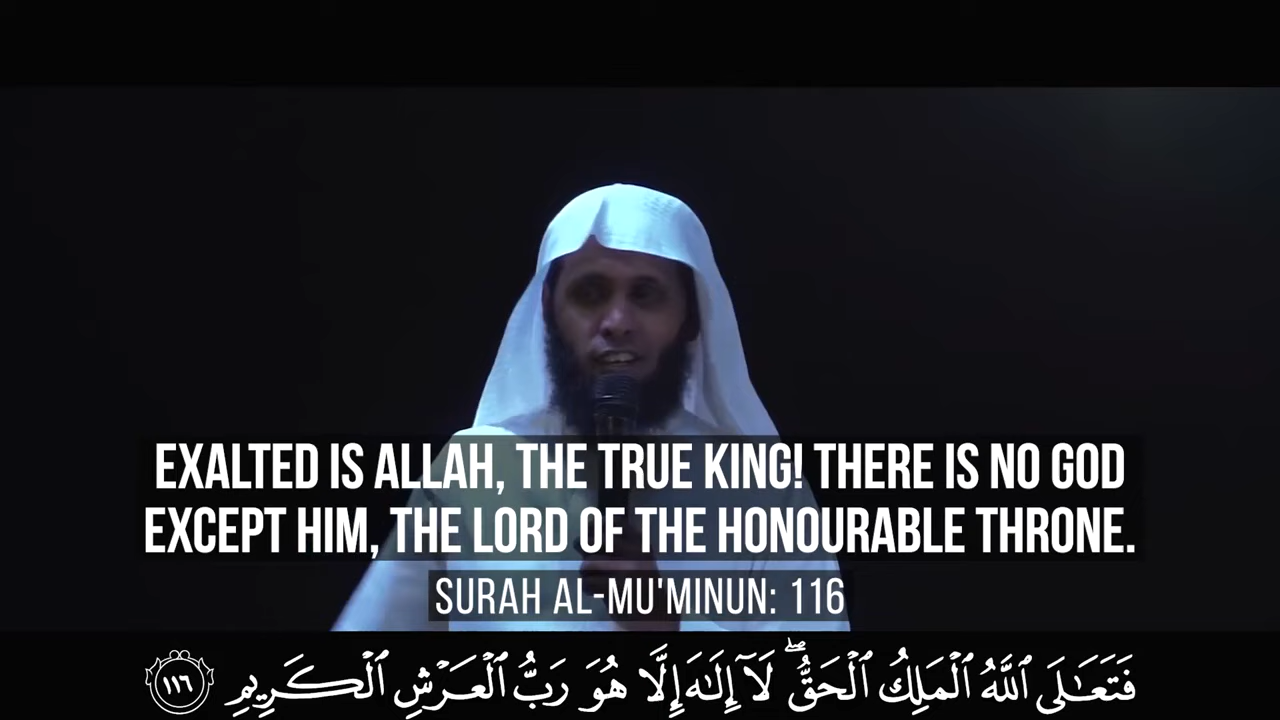 EXALTED IS ALLAH, THE TRUE KING! THERE IS NO GOD
EXCEPT HIM, THE LORD OF THE HONOURABLE THRONE.
SURAH AL-MU'MINUN: 116
فَتَعَـٰلَى ٱللَّهُ ٱلْمَلِكُ ٱلْحَقُّ ۖ لَآ إِلَـٰهَ إِلَّا هُوَ رَبُّ ٱلْعَرْشِ ٱلْكَرِيمِ ١١٦